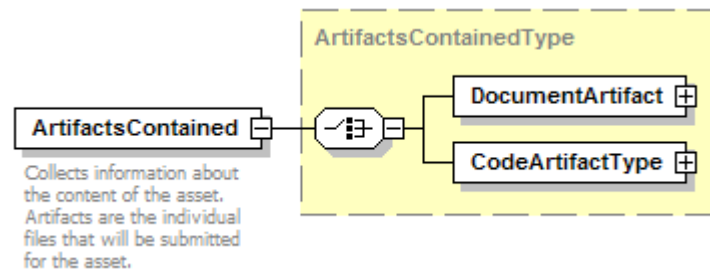 ArtifactsContainedType
DocumentArtifact
ArtifactsContained
CodeArtifactType
Collects information about
the content of the asset.
Artifacts are the individual
files that will be submitted
for the asset.